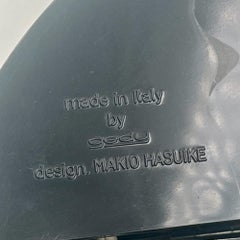 made in Italy
by
gedy
design. MAKIO HASUIKE